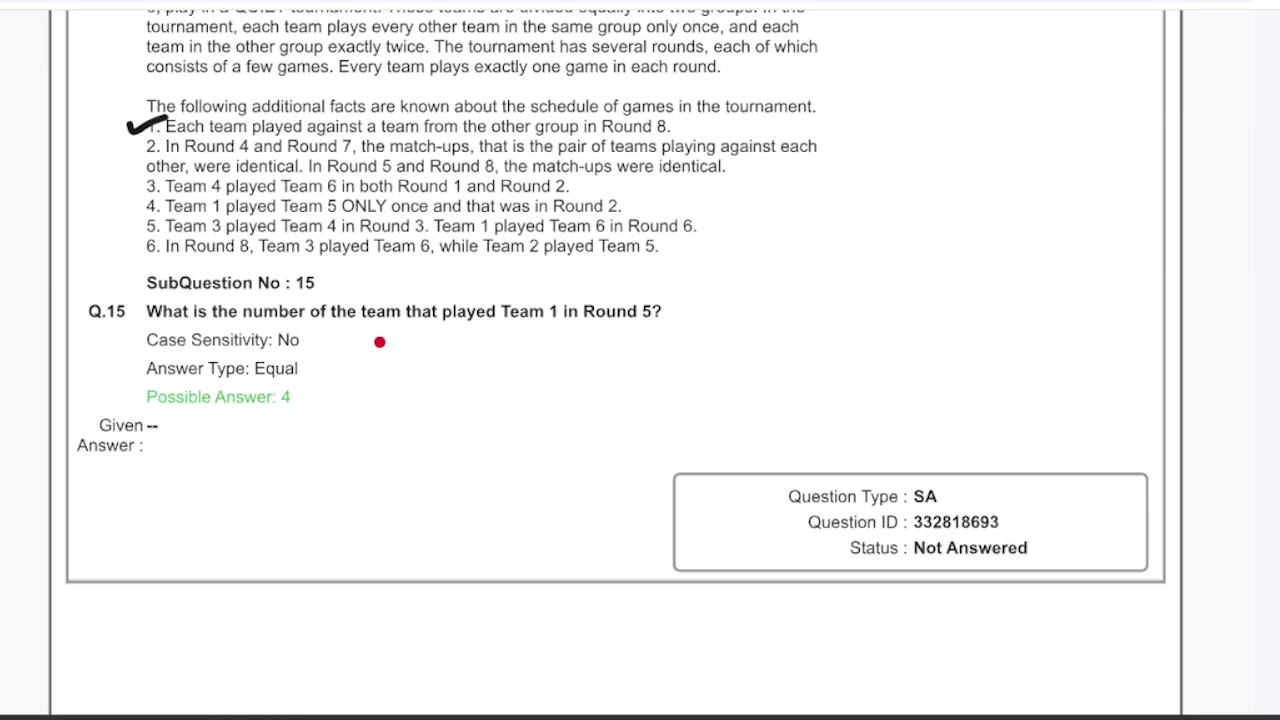 tournament, each team plays every other team in the same group only once, and each
team in the other group exactly twice. The tournament has several rounds, each of which
consists of a few games. Every team plays exactly one game in each round.
The following additional facts are known about the schedule of games in the tournament.
1. Each team played against a team from the other group in Round 8.
2. In Round 4 and Round 7, the match-ups, that is the pair of teams playing against each
other, were identical. In Round 5 and Round 8, the match-ups were identical.
3. Team 4 played Team 6 in both Round 1 and Round 2.
4. Team 1 played Team 5 ONLY once and that was in Round 2.
5. Team 3 played Team 4 in Round 3. Team 1 played Team 6 in Round 6.
6. In Round 8, Team 3 played Team 6, while Team 2 played Team 5.
SubQuestion No : 15
Q.15 What is the number of the team that played Team 1 in Round 5?
Case Sensitivity: No
Answer Type: Equal
Possible Answer: 4
Given --
Answer :
Question Type : SA
Question ID : 332818693
Status : Not Answered